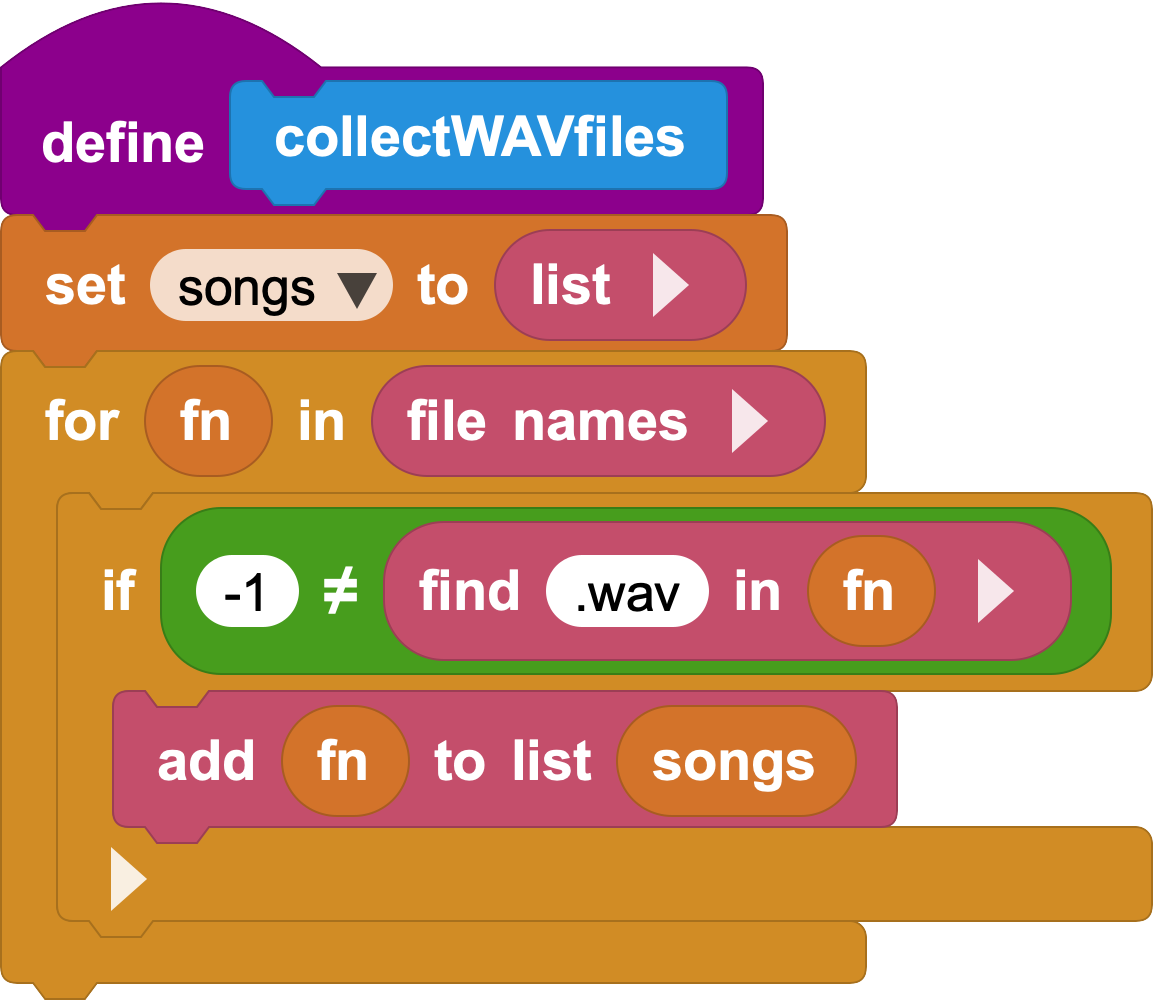 define collectWAVfiles
set songs to list
for fn in file names
if -1 ≠ find .wav in fn
add fn to list songs